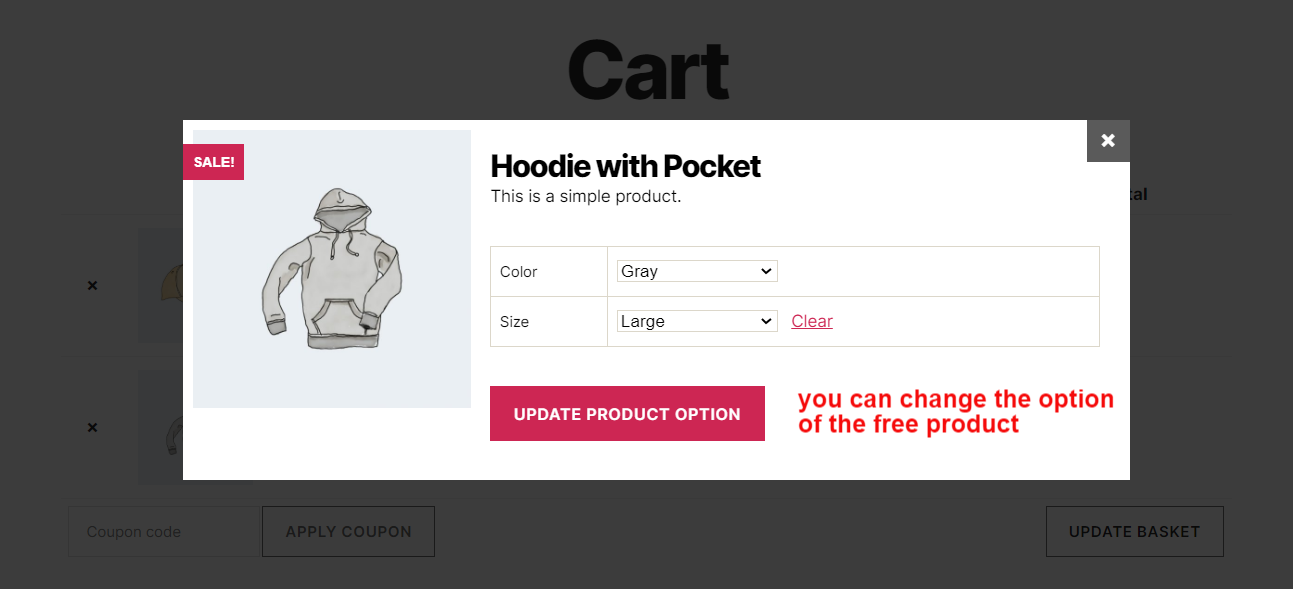 Cart
×
SALE!
Hoodie with Pocket
This is a simple product.
tal
Color
Gray
×
Size
Large
Clear
UPDATE PRODUCT OPTION
you can change the option
of the free product
×
Coupon code
APPLY COUPON
UPDATE BASKET